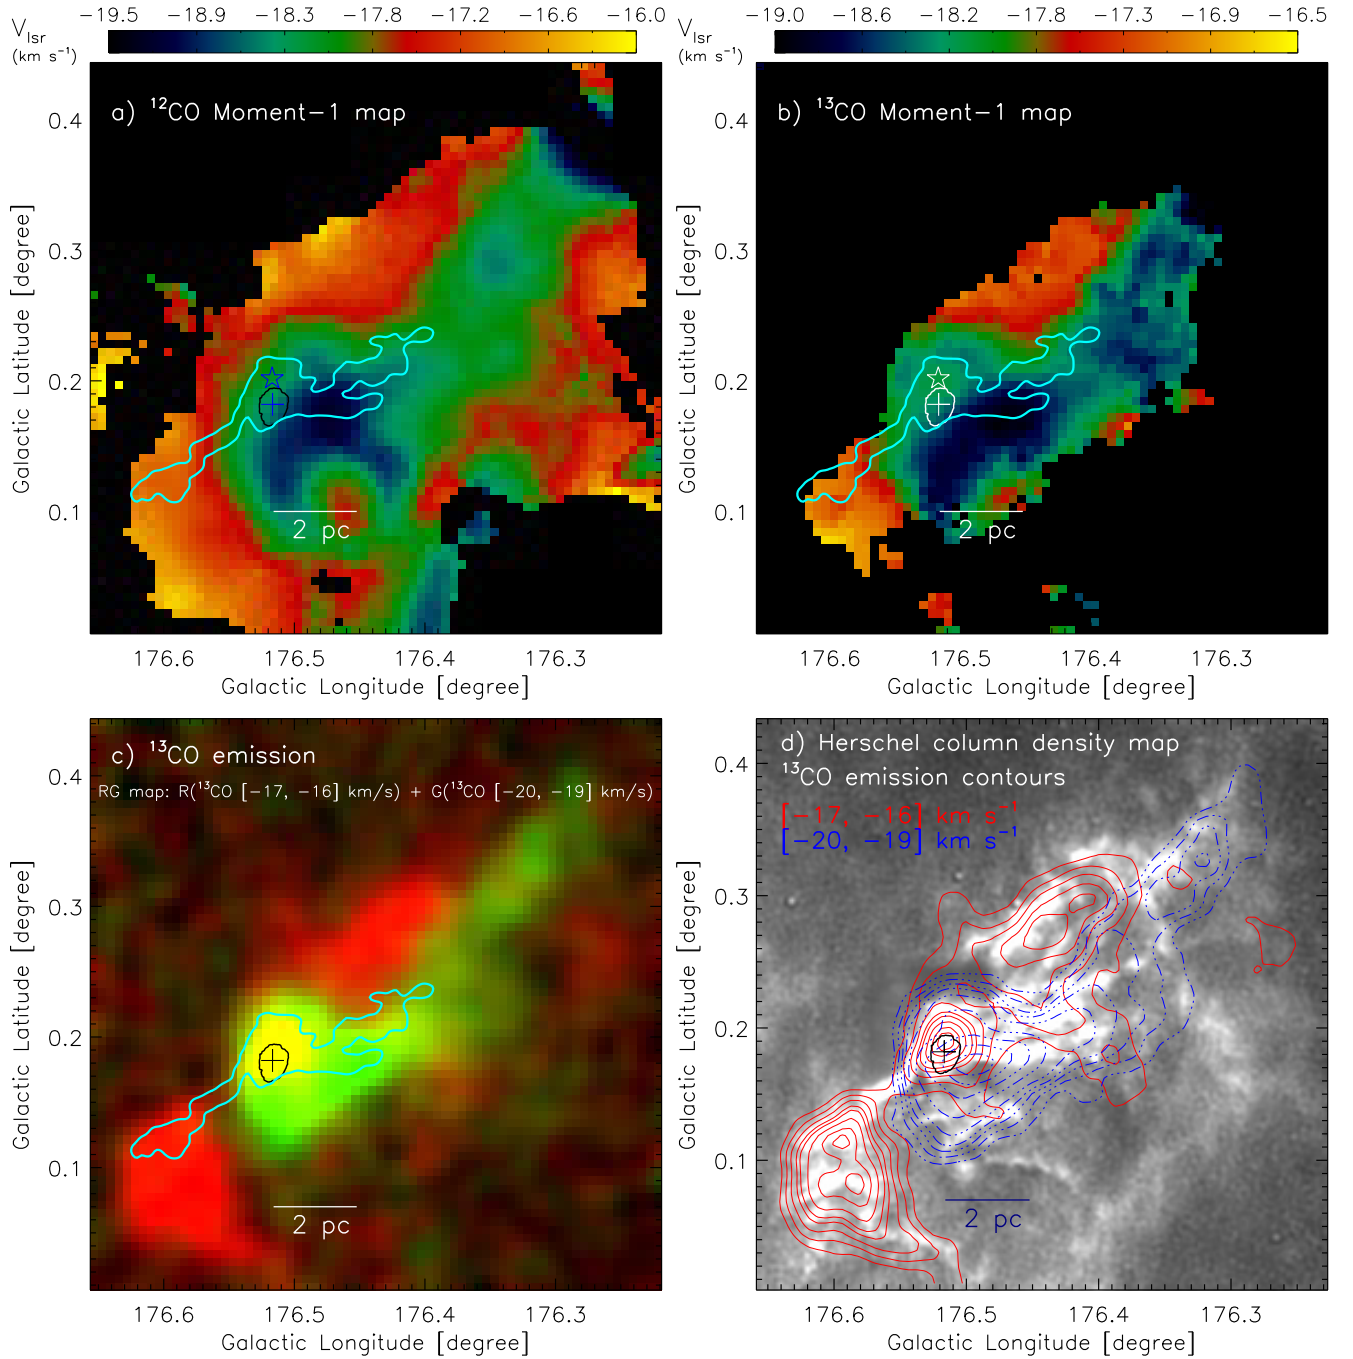 −19.5 −18.9 −18.3 −17.8 −17.2 −16.6 −16.0
V_lsr
(km s⁻¹)
a) ¹²CO Moment−1 map
0.4
0.3
0.2
0.1
Galactic Latitude [degree]
2 pc
176.6 176.5 176.4 176.3
Galactic Longitude [degree]
−19.0 −18.6 −18.2 −17.8 −17.3 −16.9 −16.5
V_lsr
(km s⁻¹)
b) ¹³CO Moment−1 map
0.4
0.3
0.2
0.1
Galactic Latitude [degree]
2 pc
176.6 176.5 176.4 176.3
Galactic Longitude [degree]
c) ¹³CO emission
RG map: R(¹³CO [−17, −16] km/s) + G(¹³CO [−20, −19] km/s)
0.4
0.3
0.2
0.1
Galactic Latitude [degree]
2 pc
176.6 176.5 176.4 176.3
Galactic Longitude [degree]
d) Herschel column density map
¹³CO emission contours
[−17, −16] km s⁻¹
[−20, −19] km s⁻¹
0.4
0.3
0.2
0.1
Galactic Latitude [degree]
2 pc
176.6 176.5 176.4 176.3
Galactic Longitude [degree]